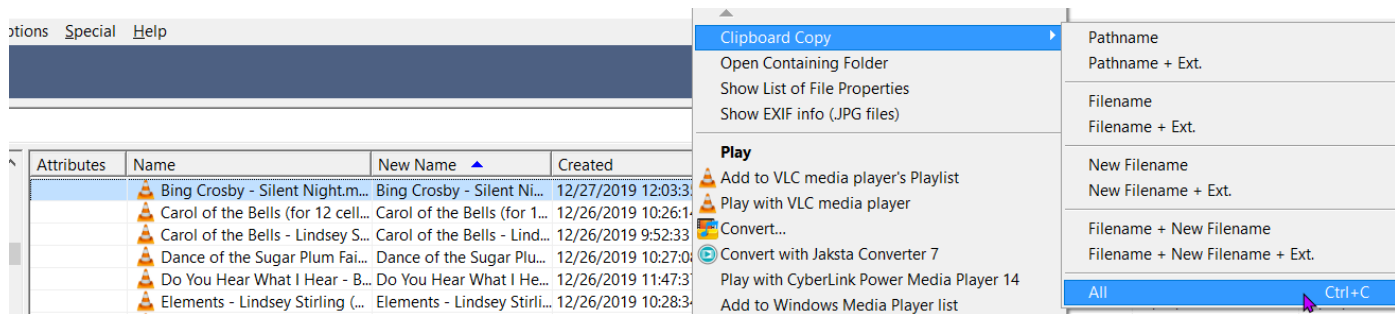 ptions Special Help
Attributes Name New Name Created
Bing Crosby - Silent Night.m... Bing Crosby - Silent Ni... 12/27/2019 12:03:3
Carol of the Bells (for 12 cell... Carol of the Bells (for 1... 12/26/2019 10:26:14
Carol of the Bells - Lindsey S... Carol of the Bells - Lind... 12/26/2019 9:52:33
Dance of the Sugar Plum Fai... Dance of the Sugar Plu... 12/26/2019 10:27:0
Do You Hear What I Hear - B... Do You Hear What I He... 12/26/2019 11:47:3
Elements - Lindsey Stirling (... Elements - Lindsey Stirli... 12/26/2019 10:28:3
Clipboard Copy
Open Containing Folder
Show List of File Properties
Show EXIF info (.JPG files)
Play
Add to VLC media player's Playlist
Play with VLC media player
Convert...
Convert with Jaksta Converter 7
Play with CyberLink Power Media Player 14
Add to Windows Media Player list
Pathname
Pathname + Ext.
Filename
Filename + Ext.
New Filename
New Filename + Ext.
Filename + New Filename
Filename + New Filename + Ext.
All Ctrl+C